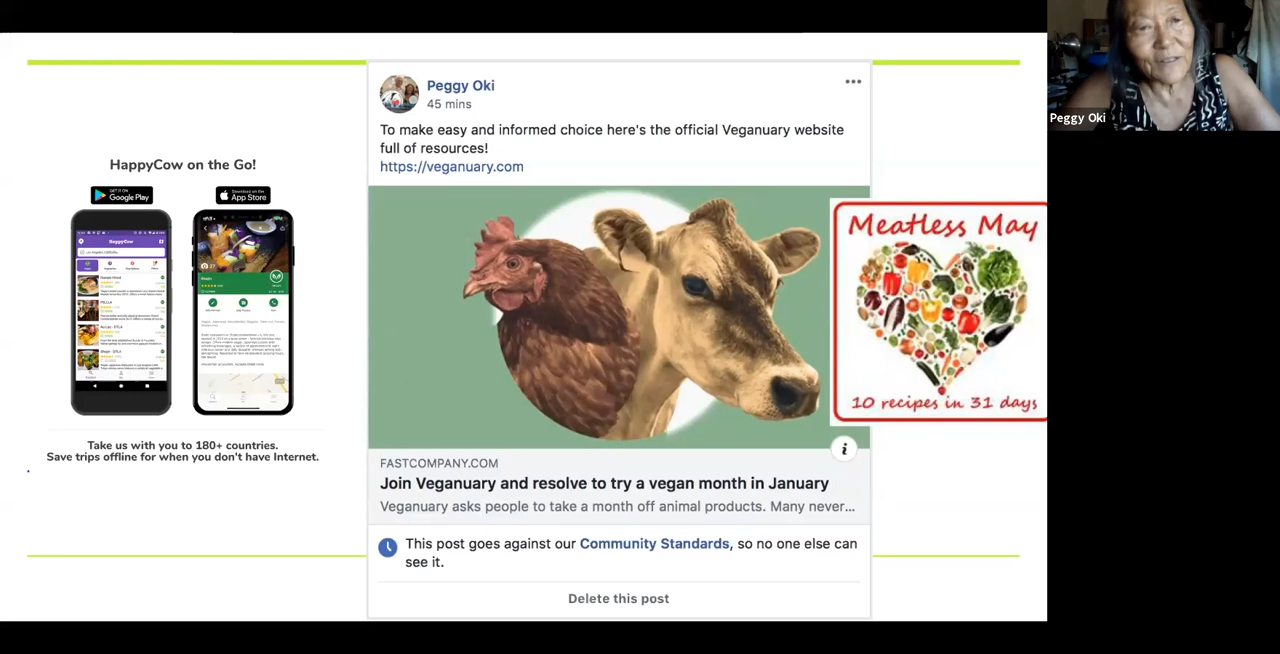 HappyCow on the Go!
GET IT ON
Google Play
Download on the
App Store
HappyCow
Take us with you to 180+ countries.
Save trips offline for when you don't have Internet.
Peggy Oki
45 mins
To make easy and informed choice here's the official Veganuary website
full of resources!
https://veganuary.com
FASTCOMPANY.COM
Join Veganuary and resolve to try a vegan month in January
Veganuary asks people to take a month off animal products. Many never...
This post goes against our Community Standards, so no one else can
see it.
Delete this post
Meatless May
10 recipes in 31 days
Peggy Oki